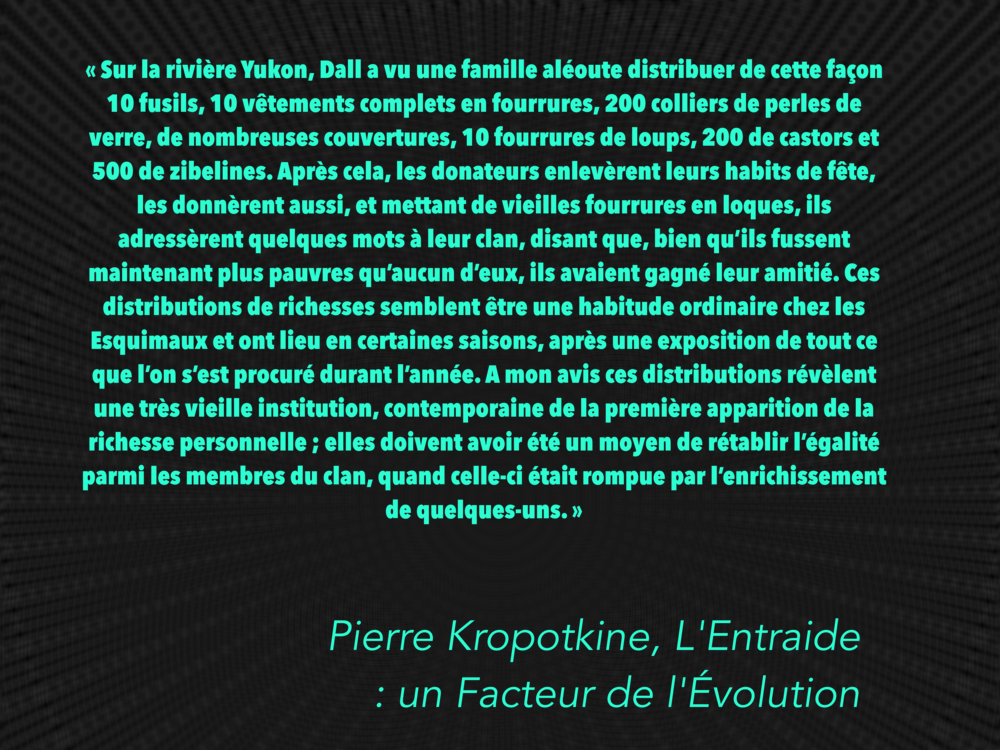 « Sur la rivière Yukon, Dall a vu une famille aléoute distribuer de cette façon
10 fusils, 10 vêtements complets en fourrures, 200 colliers de perles de
verre, de nombreuses couvertures, 10 fourrures de loups, 200 de castors et
500 de zibelines. Après cela, les donateurs enlevèrent leurs habits de fête,
les donnèrent aussi, et mettant de vieilles fourrures en loques, ils
adressèrent quelques mots à leur clan, disant que, bien qu’ils fussent
maintenant plus pauvres qu’aucun d’eux, ils avaient gagné leur amitié. Ces
distributions de richesses semblent être une habitude ordinaire chez les
Esquimaux et ont lieu en certaines saisons, après une exposition de tout ce
que l’on s’est procuré durant l’année. A mon avis ces distributions révèlent
une très vieille institution, contemporaine de la première apparition de la
richesse personnelle ; elles doivent avoir été un moyen de rétablir l’égalité
parmi les membres du clan, quand celle-ci était rompue par l’enrichissement
de quelques-uns. »
Pierre Kropotkine, L'Entraide
: un Facteur de l'Évolution